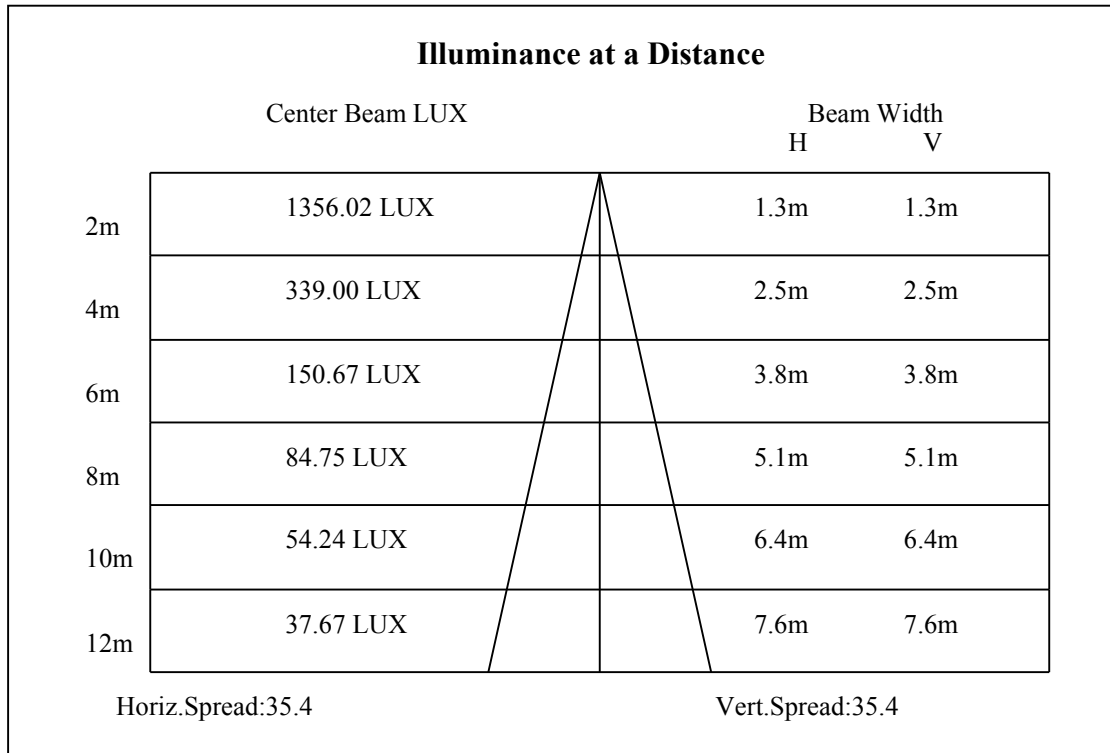 Illuminance at a Distance
Center Beam LUX Beam Width
H V
2m 1356.02 LUX 1.3m 1.3m
4m 339.00 LUX 2.5m 2.5m
6m 150.67 LUX 3.8m 3.8m
8m 84.75 LUX 5.1m 5.1m
10m 54.24 LUX 6.4m 6.4m
12m 37.67 LUX 7.6m 7.6m
Horiz.Spread:35.4 Vert.Spread:35.4